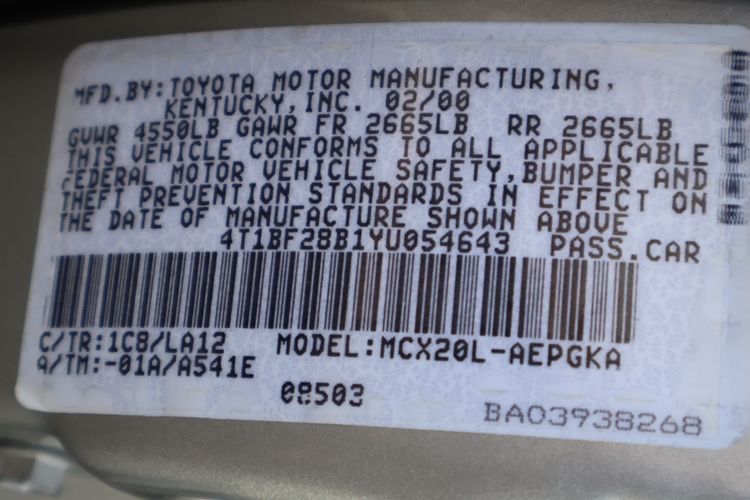 MFD.BY:TOYOTA MOTOR MANUFACTURING,
KENTUCKY,INC. 02/00
GVWR 4550LB GAWR FR 2665LB RR 2665LB
THIS VEHICLE CONFORMS TO ALL APPLICABLE
FEDERAL MOTOR VEHICLE SAFETY,BUMPER AND
THEFT PREVENTION STANDARDS IN EFFECT ON
THE DATE OF MANUFACTURE SHOWN ABOVE
4T1BF28B1YU054643 PASS.CAR
C/TR:1C8/LA12 MODEL:MCX20L-AEPGKA
A/TM:-01A/A541E
08503
BA03938268